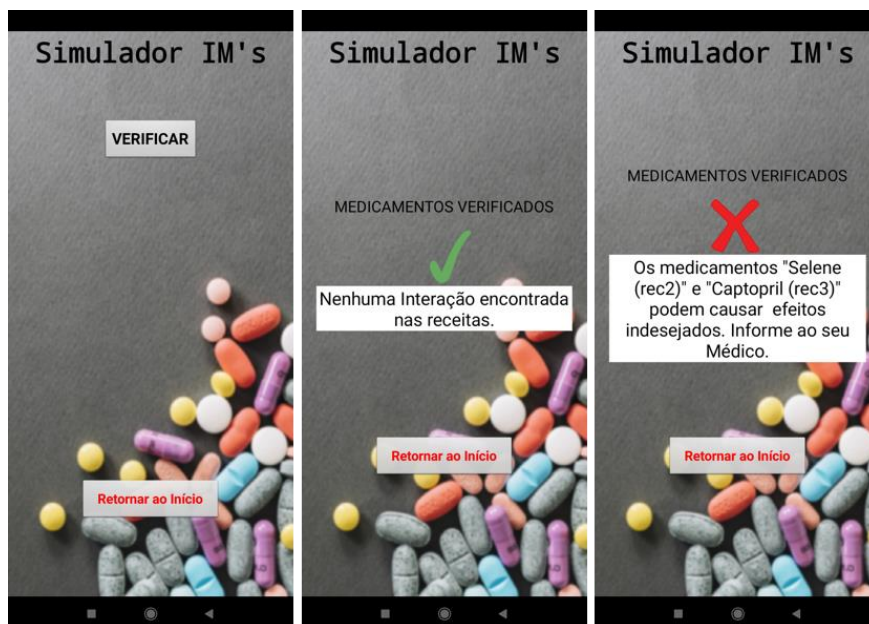 Simulador IM's
VERIFICAR
Retornar ao Início
Simulador IM's
MEDICAMENTOS VERIFICADOS
Nenhuma Interação encontrada
nas receitas.
Retornar ao Início
Simulador IM's
MEDICAMENTOS VERIFICADOS
Os medicamentos "Selene
(rec2)" e "Captopril (rec3)"
podem causar efeitos
indesejados. Informe ao seu
Médico.
Retornar ao Início